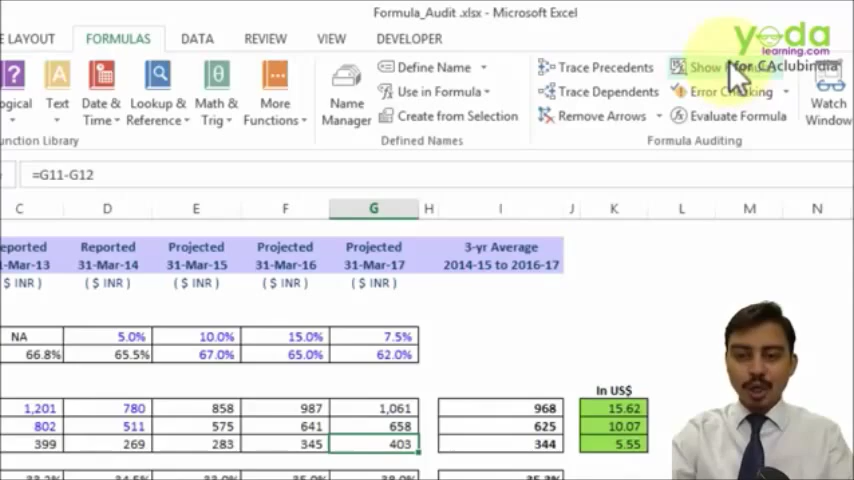 Formula_Audit .xlsx - Microsoft Excel
yoda
learning.com
for CAclubindia
LAYOUT FORMULAS DATA REVIEW VIEW DEVELOPER
ogical
Text
Date & Time
Lookup & Reference
Math & Trig
More Functions
unction Library
Name Manager
Define Name
Use in Formula
Create from Selection
Defined Names
Trace Precedents
Trace Dependents
Remove Arrows
Show
Error Checking
Evaluate Formula
Formula Auditing
Watch Window
=G11-G12
C D E F G H I J K L M N
eported Reported Projected Projected Projected 3-yr Average
1-Mar-13 31-Mar-14 31-Mar-15 31-Mar-16 31-Mar-17 2014-15 to 2016-17
$ INR ) ( $ INR ) ( $ INR ) ( $ INR ) ( $ INR )
NA 5.0% 10.0% 15.0% 7.5%
66.8% 65.5% 67.0% 65.0% 62.0%
In US$
1,201 780 858 987 1,061 968 15.62
802 511 575 641 658 625 10.07
399 269 283 345 403 344 5.55